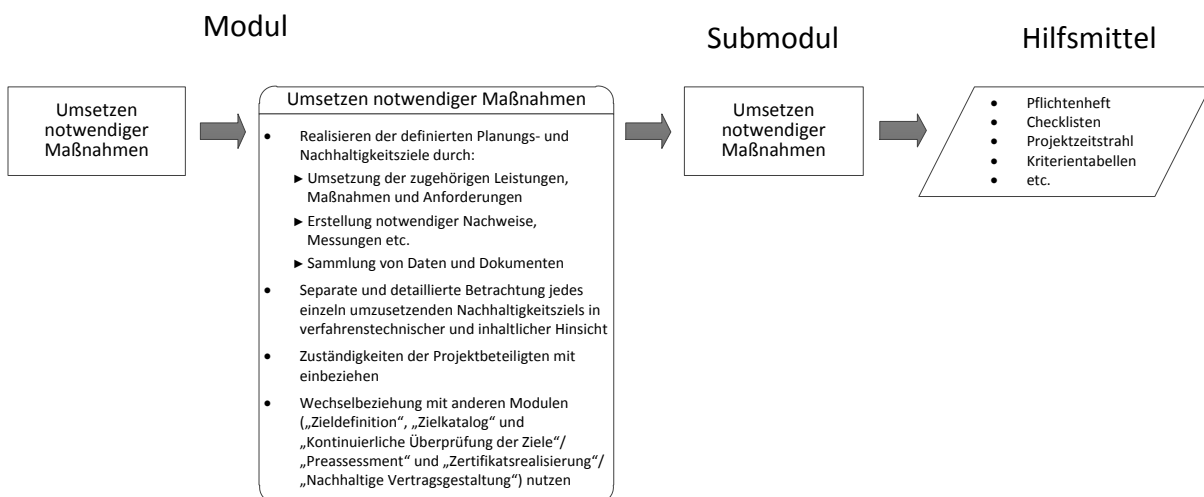 Modul
Submodul
Hilfsmittel
Umsetzen
notwendiger
Maßnahmen
Umsetzen notwendiger Maßnahmen
• Realisieren der definierten Planungs- und
Nachhaltigkeitsziele durch:
► Umsetzung der zugehörigen Leistungen,
Maßnahmen und Anforderungen
► Erstellung notwendiger Nachweise,
Messungen etc.
► Sammlung von Daten und Dokumenten
• Separate und detaillierte Betrachtung jedes
einzeln umzusetzenden Nachhaltigkeitsziels in
verfahrenstechnischer und inhaltlicher Hinsicht
• Zuständigkeiten der Projektbeteiligten mit
einbeziehen
• Wechselbeziehung mit anderen Modulen
(„Zieldefinition“, „Zielkatalog“ und
„Kontinuierliche Überprüfung der Ziele“/
„Preassessment“ und „Zertifikatsrealisierung“/
„Nachhaltige Vertragsgestaltung“) nutzen
Umsetzen
notwendiger
Maßnahmen
• Pflichtenheft
• Checklisten
• Projektzeitstrahl
• Kriterientabellen
• etc.